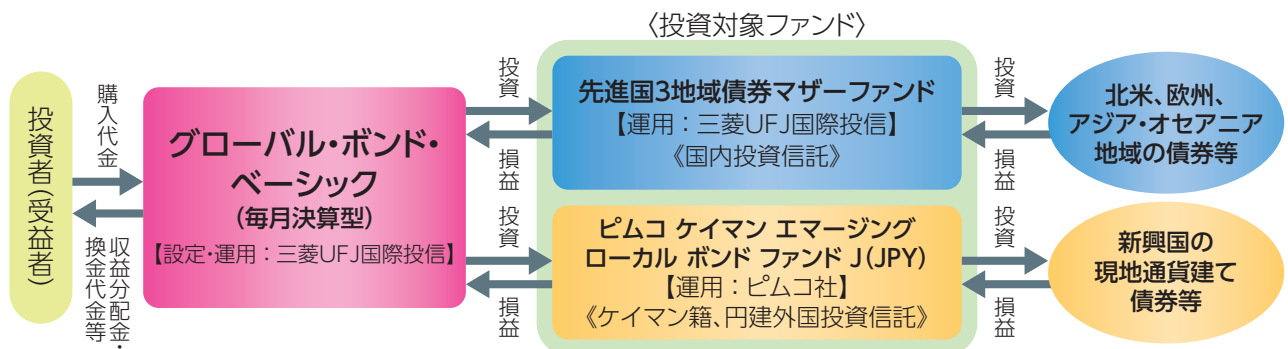 〈投資対象ファンド〉
投資者（受益者）
購入代金
収益分配金・
換金代金等
グローバル・ボンド・
ベーシック
(毎月決算型)
【設定・運用：三菱UFJ国際投信】
投資
損益
先進国3地域債券マザーファンド
【運用：三菱UFJ国際投信】
《国内投資信託》
投資
損益
北米、欧州、
アジア・オセアニア
地域の債券等
投資
損益
ピムコ ケイマン エマージング
ローカル ボンド ファンド J(JPY)
【運用：ピムコ社】
《ケイマン籍、円建外国投資信託》
投資
損益
新興国の
現地通貨建て
債券等